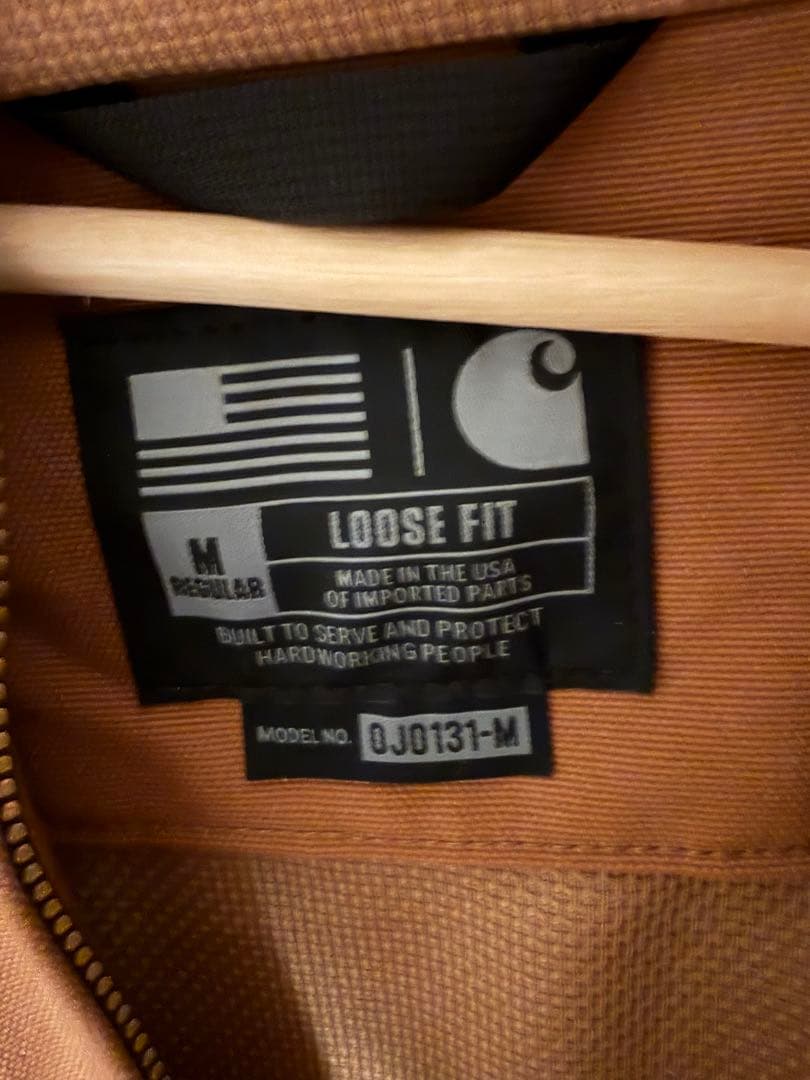 M
REGULAR
LOOSE FIT
MADE IN THE USA
OF IMPORTED PARTS
BUILT TO SERVE AND PROTECT
HARDWORKING PEOPLE
MODEL NO. 0J0131-M